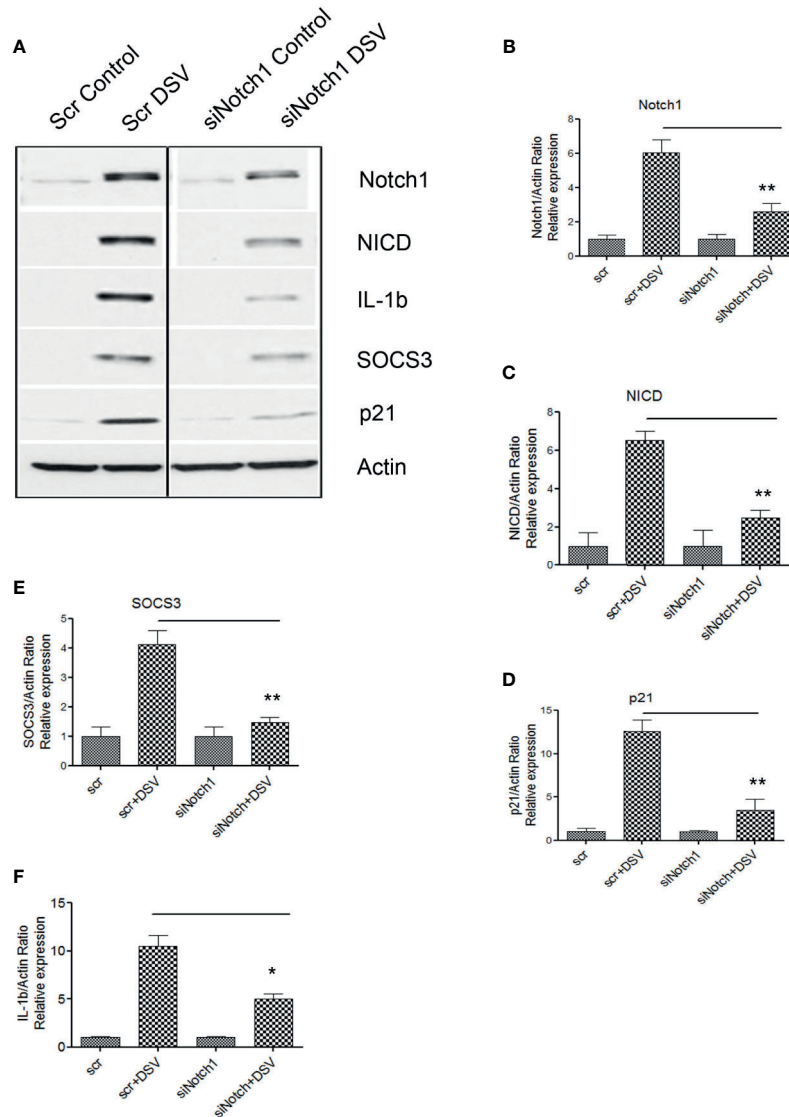 A
Scr Control
Scr DSV
siNotch1 Control
siNotch1 DSV
Notch1
NICD
IL-1b
SOCS3
p21
Actin
B
Notch1
Notch1/Actin Ratio
Relative expression
8
6
4
2
0
**
scr
scr+DSV
siNotch1
siNotch+DSV
C
NICD
NICD/Actin Ratio
Relative expression
8
6
4
2
0
**
scr
scr+DSV
siNotch1
siNotch+DSV
E
SOCS3
SOCS3/Actin Ratio
Relative expression
5
4
3
2
1
0
**
scr
scr+DSV
siNotch1
siNotch+DSV
D
p21
p21/Actin Ratio
Relative expression
15
10
5
0
**
scr
scr+DSV
siNotch1
siNotch+DSV
F
IL-1b/Actin Ratio
Relative expression
15
10
5
0
*
scr
scr+DSV
siNotch1
siNotch+DSV